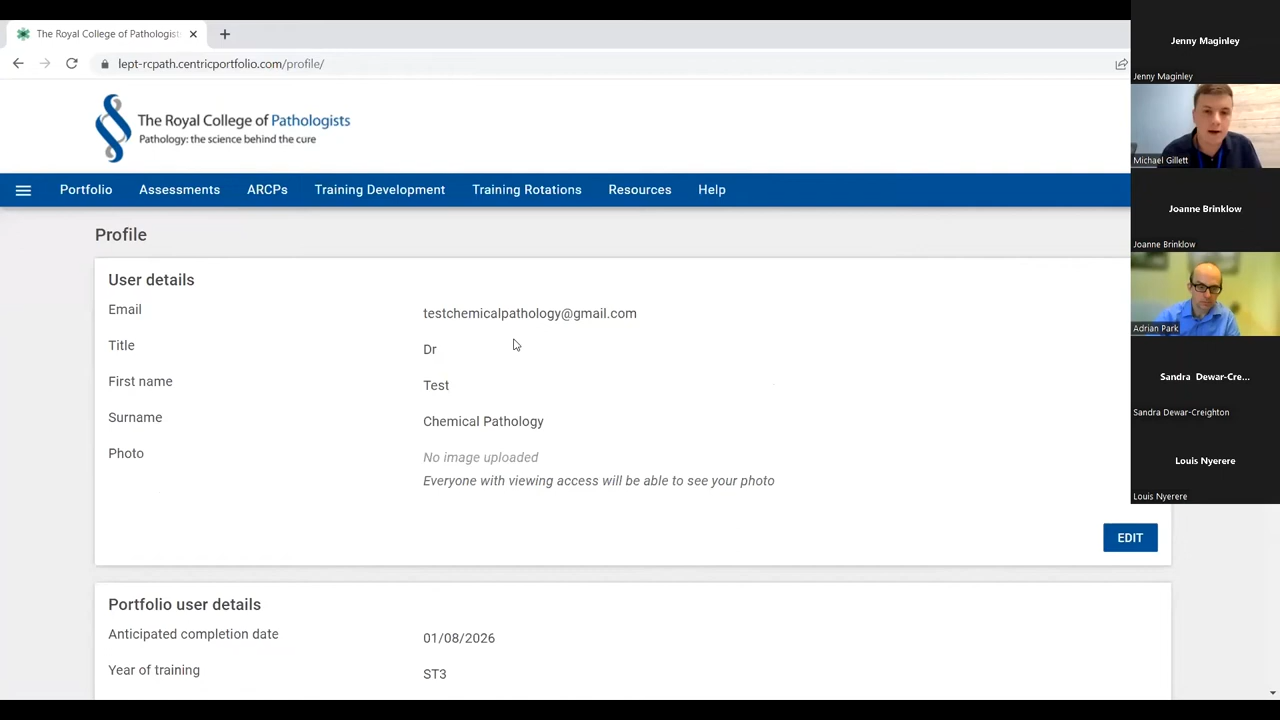 The Royal College of Pathologist
lept-rcpath.centricportfolio.com/profile/
The Royal College of Pathologists
Pathology: the science behind the cure
Portfolio Assessments ARCPs Training Development Training Rotations Resources Help
Profile
User details
Email testchemicalpathology@gmail.com
Title Dr
First name Test
Surname Chemical Pathology
Photo No image uploaded
Everyone with viewing access will be able to see your photo
EDIT
Portfolio user details
Anticipated completion date 01/08/2026
Year of training ST3
Jenny Maginley
Jenny Maginley
Michael Gillett
Joanne Brinklow
Joanne Brinklow
Adrian Park
Sandra Dewar-Cre...
Sandra Dewar-Creighton
Louis Nyerere
Louis Nyerere